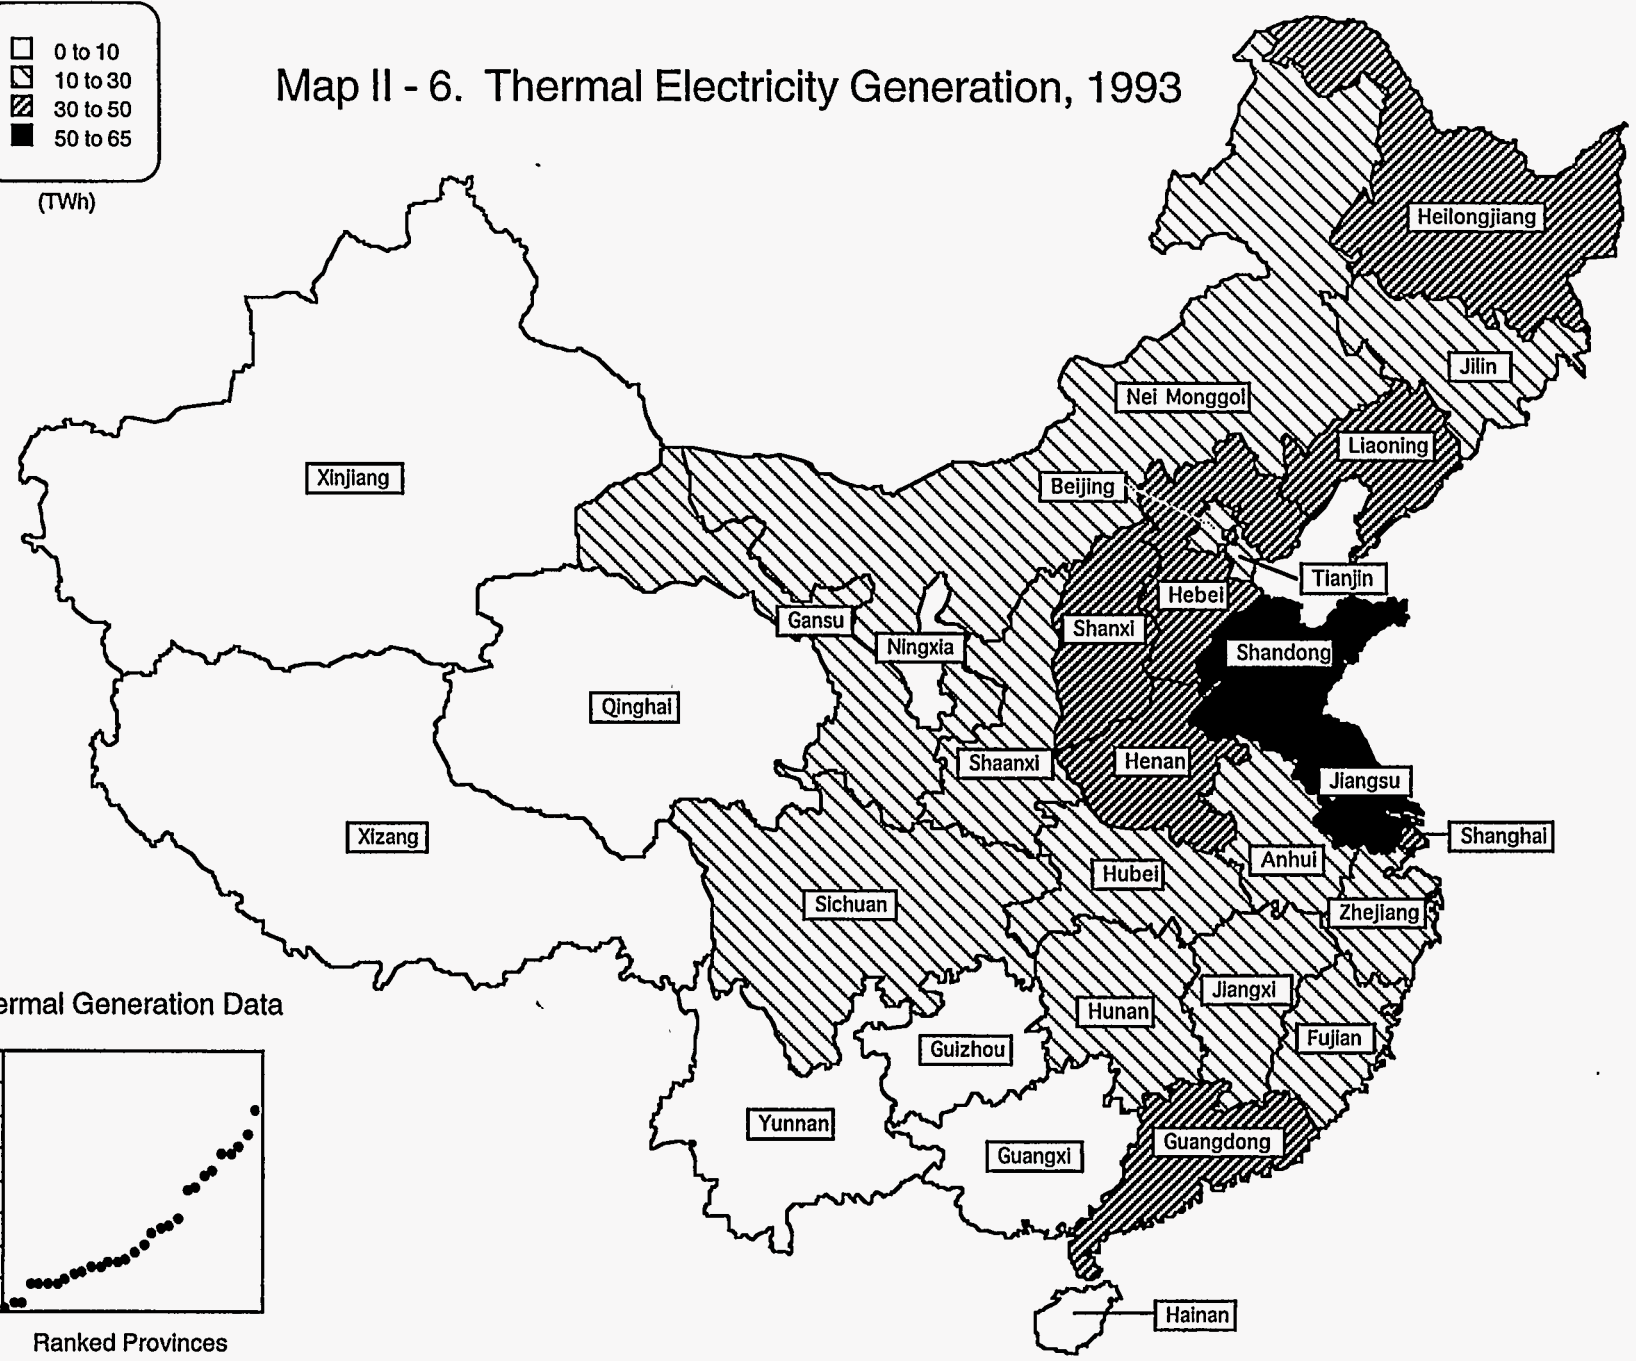 0 to 10
10 to 30
30 to 50
50 to 65
(TWh)
Map II - 6. Thermal Electricity Generation, 1993
Heilongjiang
Jilin
Nei Monggol
Liaoning
Xinjiang
Beijing
Tianjin
Hebei
Gansu
Shanxi
Ningxia
Shandong
Qinghai
Shaanxi
Henan
Jiangsu
Xizang
Shanghai
Anhui
Hubei
Sichuan
Zhejiang
Jiangxi
Hunan
Fujian
Guizhou
Yunnan
Guangdong
Guangxi
Hainan
ermal Generation Data
Ranked Provinces